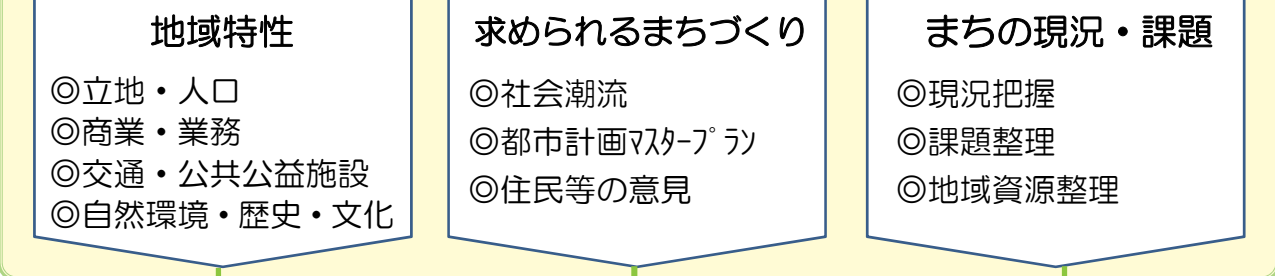 地域特性
◎立地・人口
◎商業・業務
◎交通・公共公益施設
◎自然環境・歴史・文化
求められるまちづくり
◎社会潮流
◎都市計画ﾏｽﾀｰﾌﾟﾗﾝ
◎住民等の意見
まちの現況・課題
◎現況把握
◎課題整理
◎地域資源整理